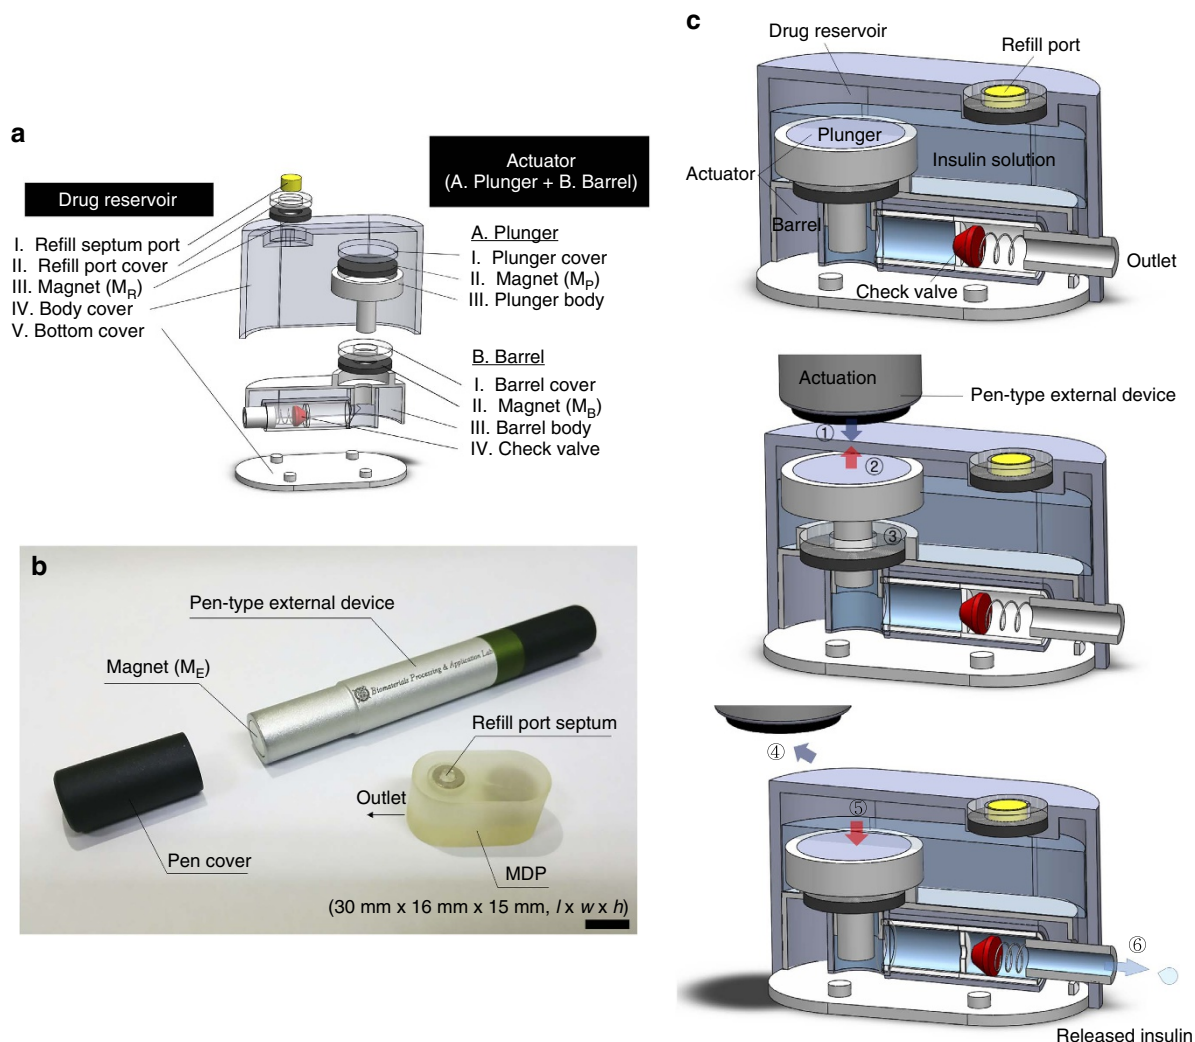 a
Drug reservoir
I. Refill septum port
II. Refill port cover
III. Magnet (MR)
IV. Body cover
V. Bottom cover
Actuator
(A. Plunger + B. Barrel)
A. Plunger
I. Plunger cover
II. Magnet (MP)
III. Plunger body
B. Barrel
I. Barrel cover
II. Magnet (MB)
III. Barrel body
IV. Check valve
b
Pen-type external device
Magnet (ME)
Biomaterials Processing & Application Lab
Refill port septum
Outlet
Pen cover
MDP
(30 mm x 16 mm x 15 mm, l x w x h)
c
Drug reservoir
Refill port
Plunger
Insulin solution
Actuator
Barrel
Outlet
Check valve
Actuation
Pen-type external device
①
②
③
④
⑤
⑥
Released insulin